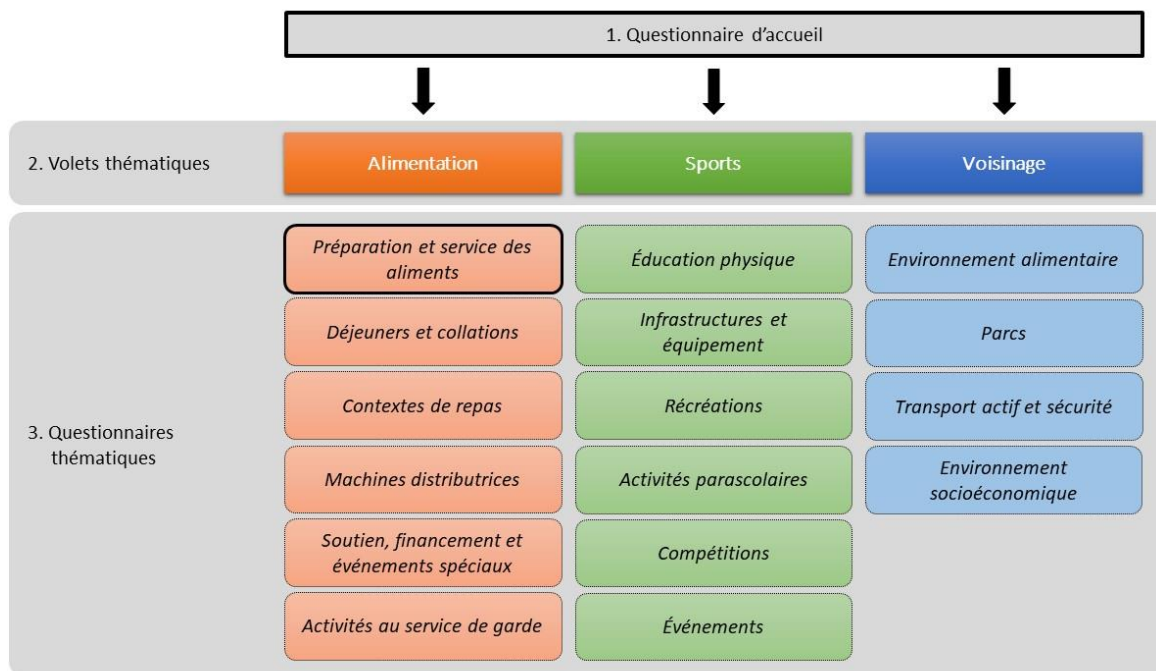 1. Questionnaire d'accueil
2. Volets thématiques
Alimentation
Sports
Voisinage
3. Questionnaires
thématiques
Préparation et service des
aliments
Déjeuners et collations
Contextes de repas
Machines distributrices
Soutien, financement et
événements spéciaux
Activités au service de garde
Éducation physique
Infrastructures et
équipement
Récréations
Activités parascolaires
Compétitions
Événements
Environnement alimentaire
Parcs
Transport actif et sécurité
Environnement
socioéconomique